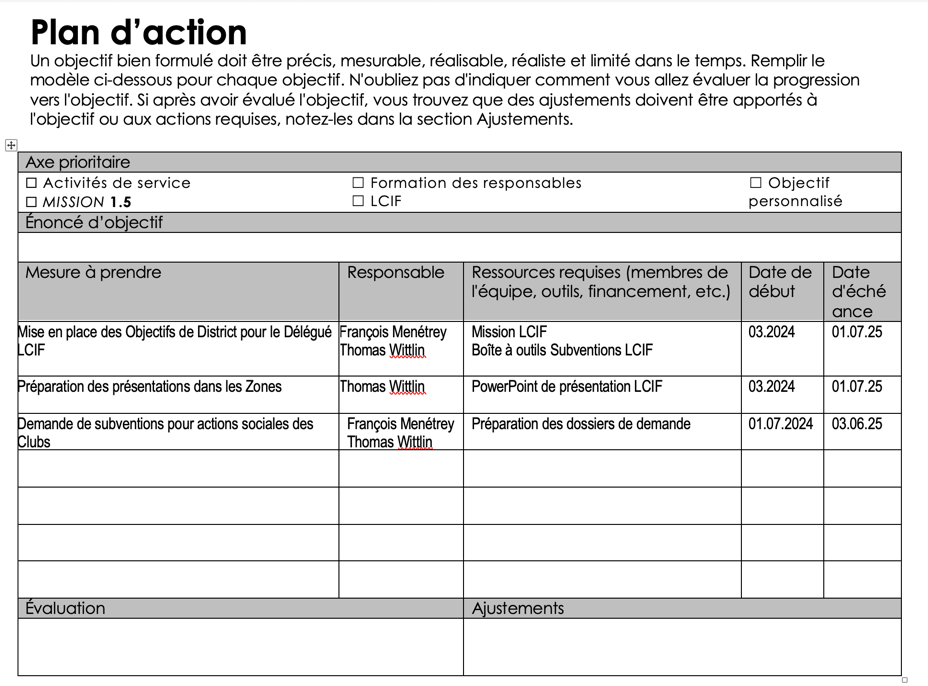 Plan d’action
Un objectif bien formulé doit être précis, mesurable, réalisable, réaliste et limité dans le temps. Remplir le
modèle ci-dessous pour chaque objectif. N'oubliez pas d'indiquer comment vous allez évaluer la progression
vers l'objectif. Si après avoir évalué l'objectif, vous trouvez que des ajustements doivent être apportés à
l'objectif ou aux actions requises, notez-les dans la section Ajustements.
Axe prioritaire
☐ Activités de service
☐ MISSION 1.5
☐ Formation des responsables
☐ LCIF
☐ Objectif
personnalisé
Énoncé d’objectif
Mesure à prendre
Responsable
Ressources requises (membres de
l'équipe, outils, financement, etc.)
Date de
début
Date
d'éché
ance
Mise en place des Objectifs de District pour le Délégué
LCIF
François Menétrey
Thomas Wittlin
Mission LCIF
Boîte à outils Subventions LCIF
03.2024
01.07.25
Préparation des présentations dans les Zones
Thomas Wittlin
PowerPoint de présentation LCIF
03.2024
01.07.25
Demande de subventions pour actions sociales des
Clubs
François Menétrey
Thomas Wittlin
Préparation des dossiers de demande
01.07.2024
03.06.25
Évaluation
Ajustements